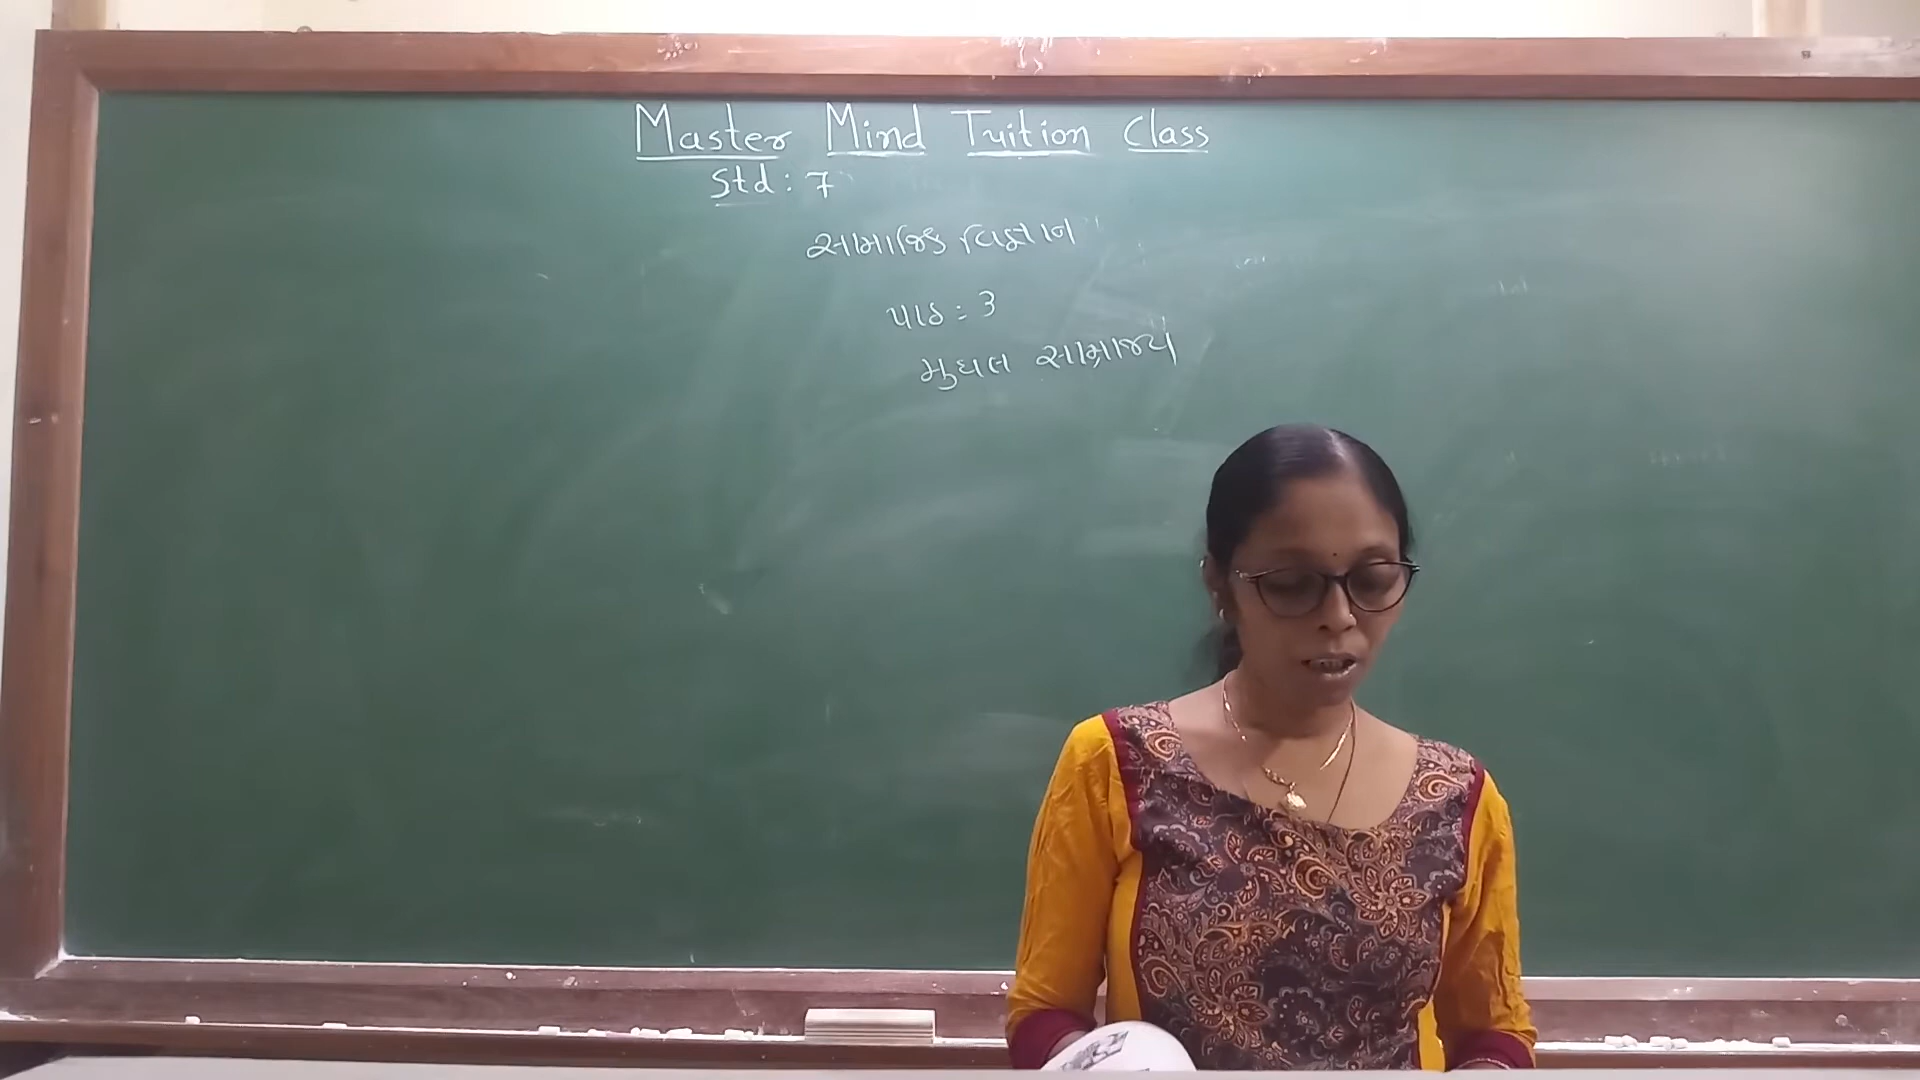 Master Mind Tuition Class
Std : 7
સામાજિક વિજ્ઞાન
પાઠ : 3
મુઘલ સામ્રાજ્ય